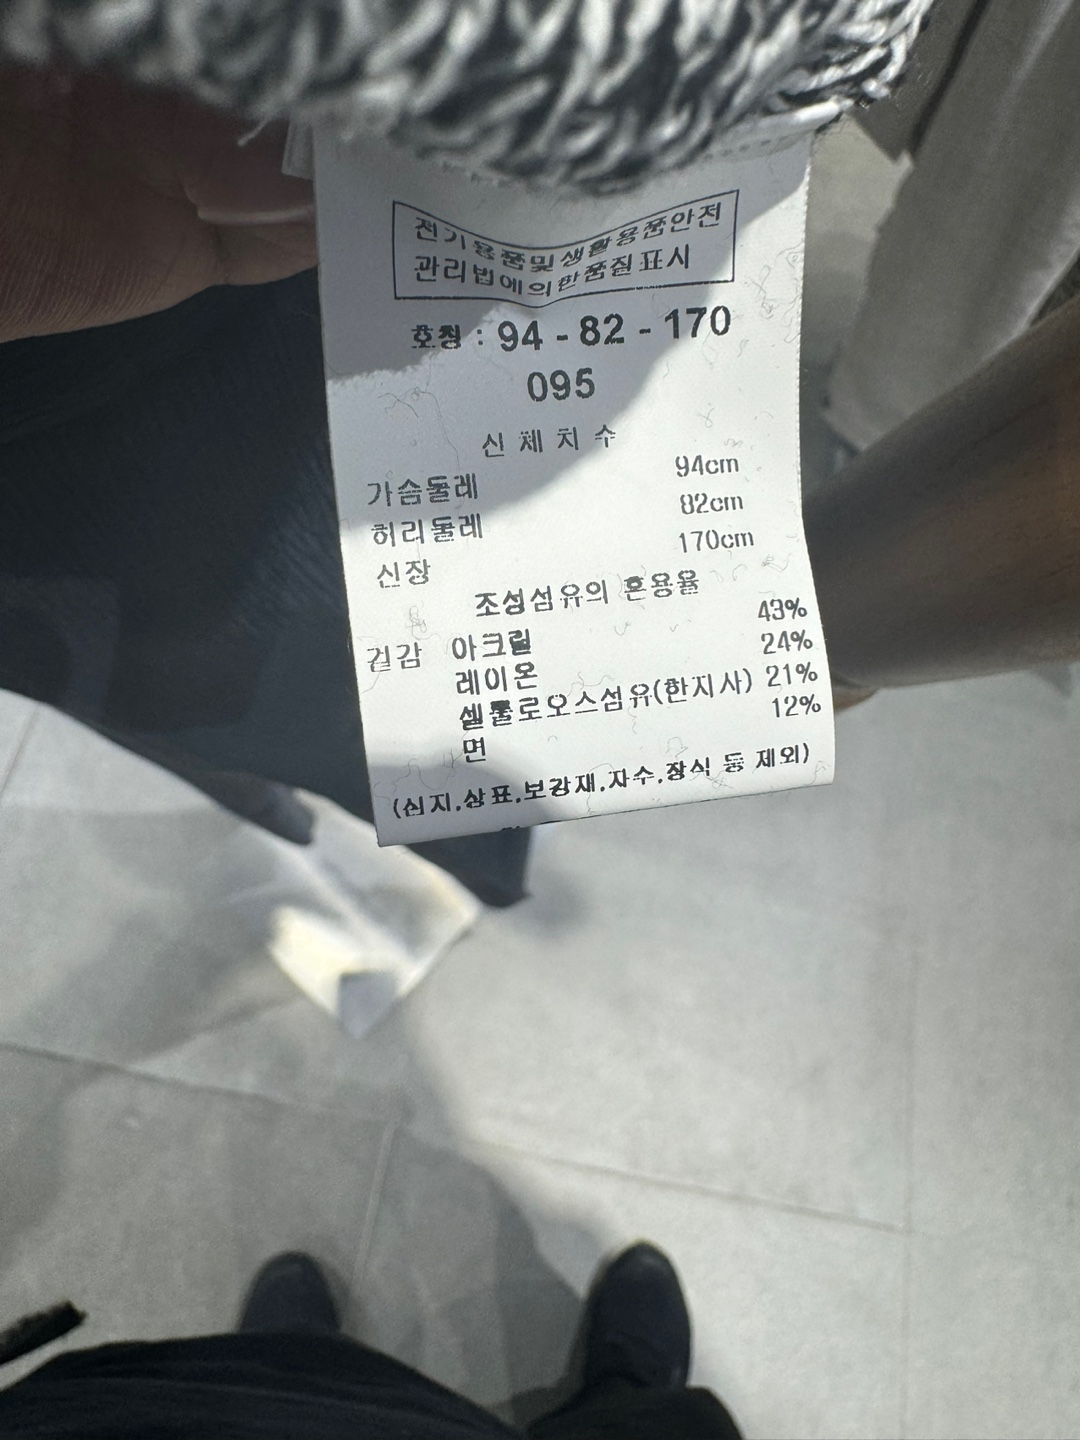 전기용품및생활용품안전
관리법에의한품질표시
호칭 : 94 - 82 - 170
095
신체치수
가슴둘레 94cm
허리둘레 82cm
신장 170cm
조성섬유의 혼용율
겉감 아크릴 43%
레이온 24%
셀룰로오스섬유(한지사) 21%
면 12%
(심지,상표,보강재,자수,장식 등 제외)